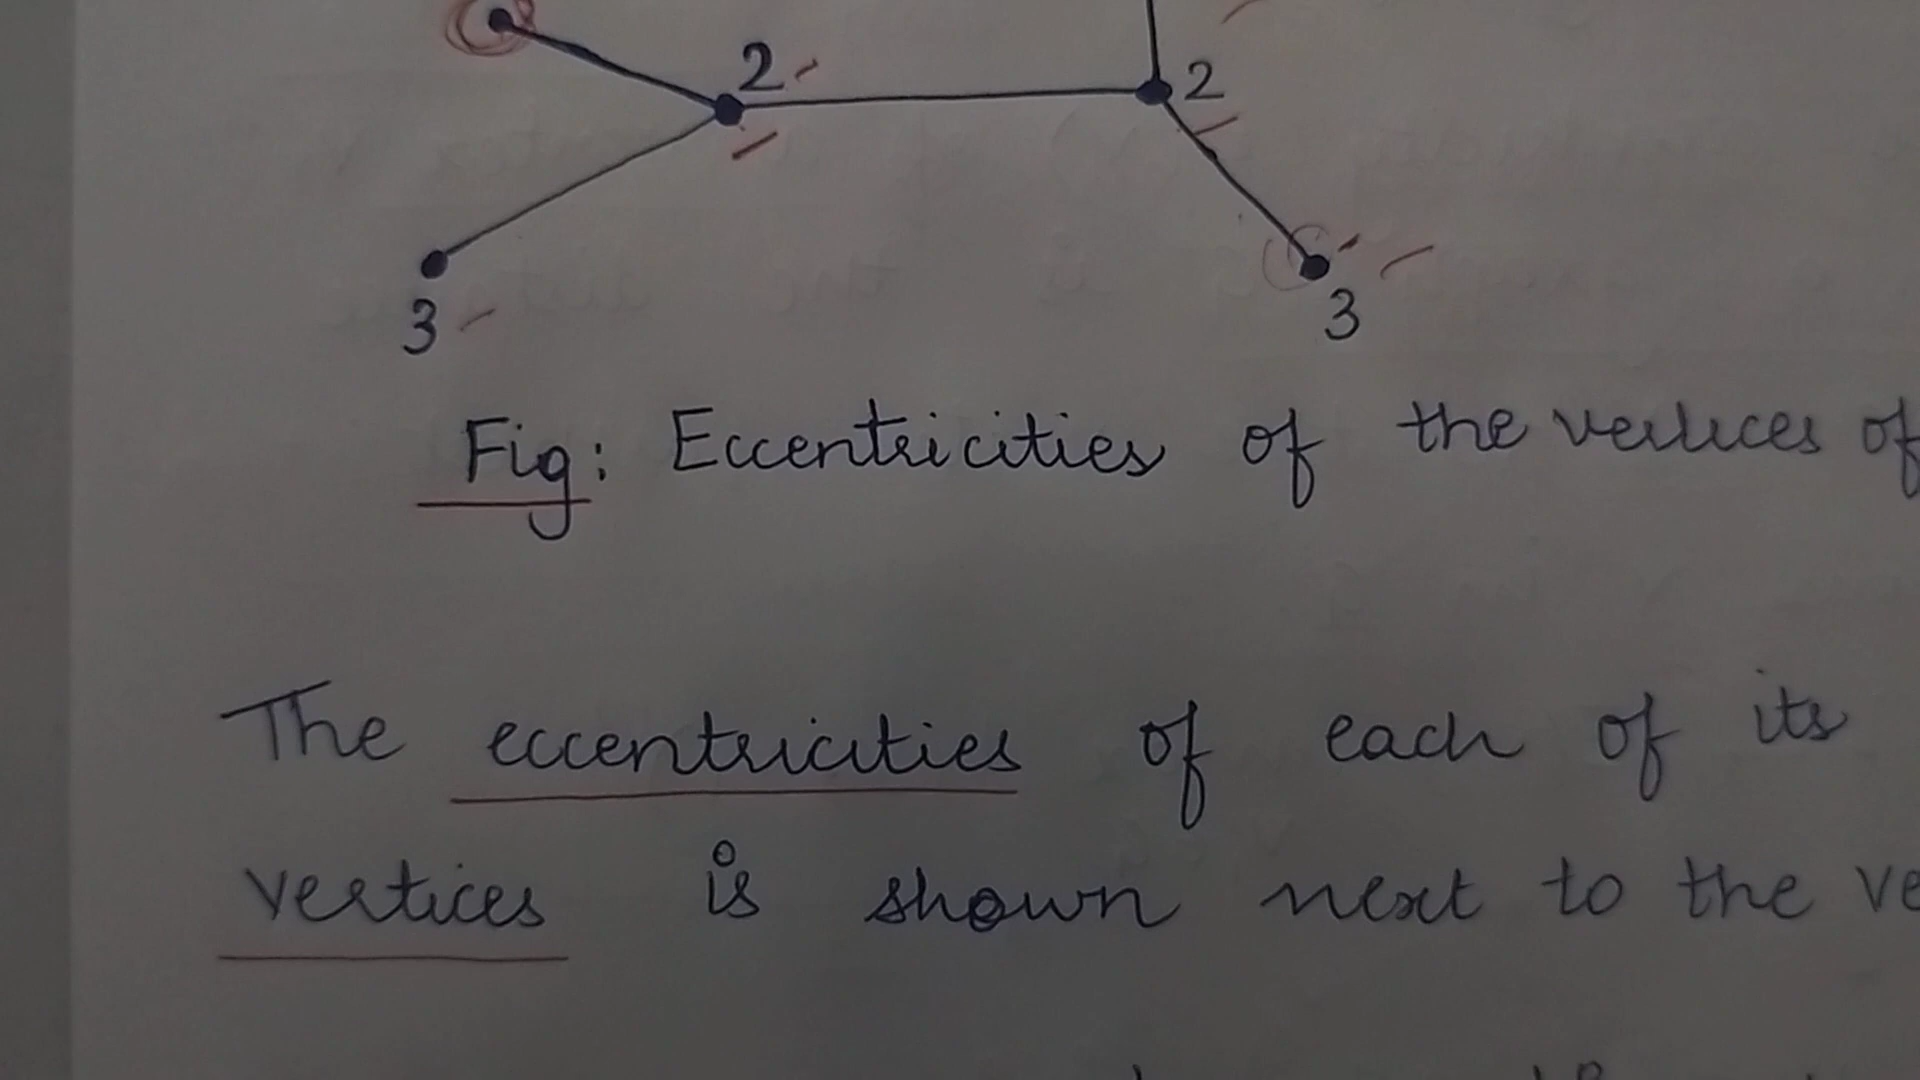 2
2
3
3
Fig: Eccentricities of the vertices of
The eccentricities of each of its
vertices is shown next to the